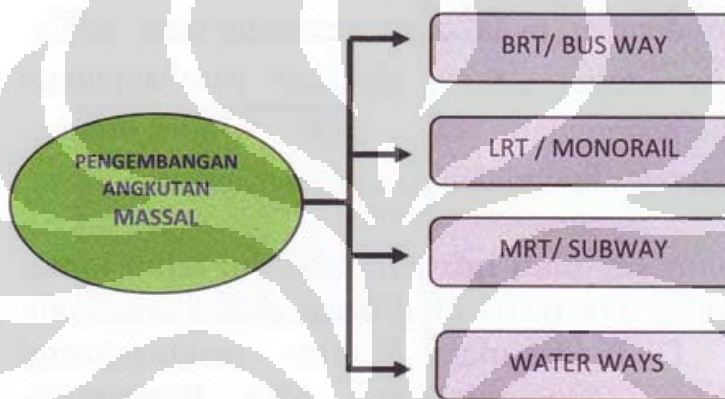 BRT/ BUS WAY
PENGEMBANGAN
ANGKUTAN
MASSAL
LRT / MONORAIL
MRT/ SUBWAY
WATER WAYS